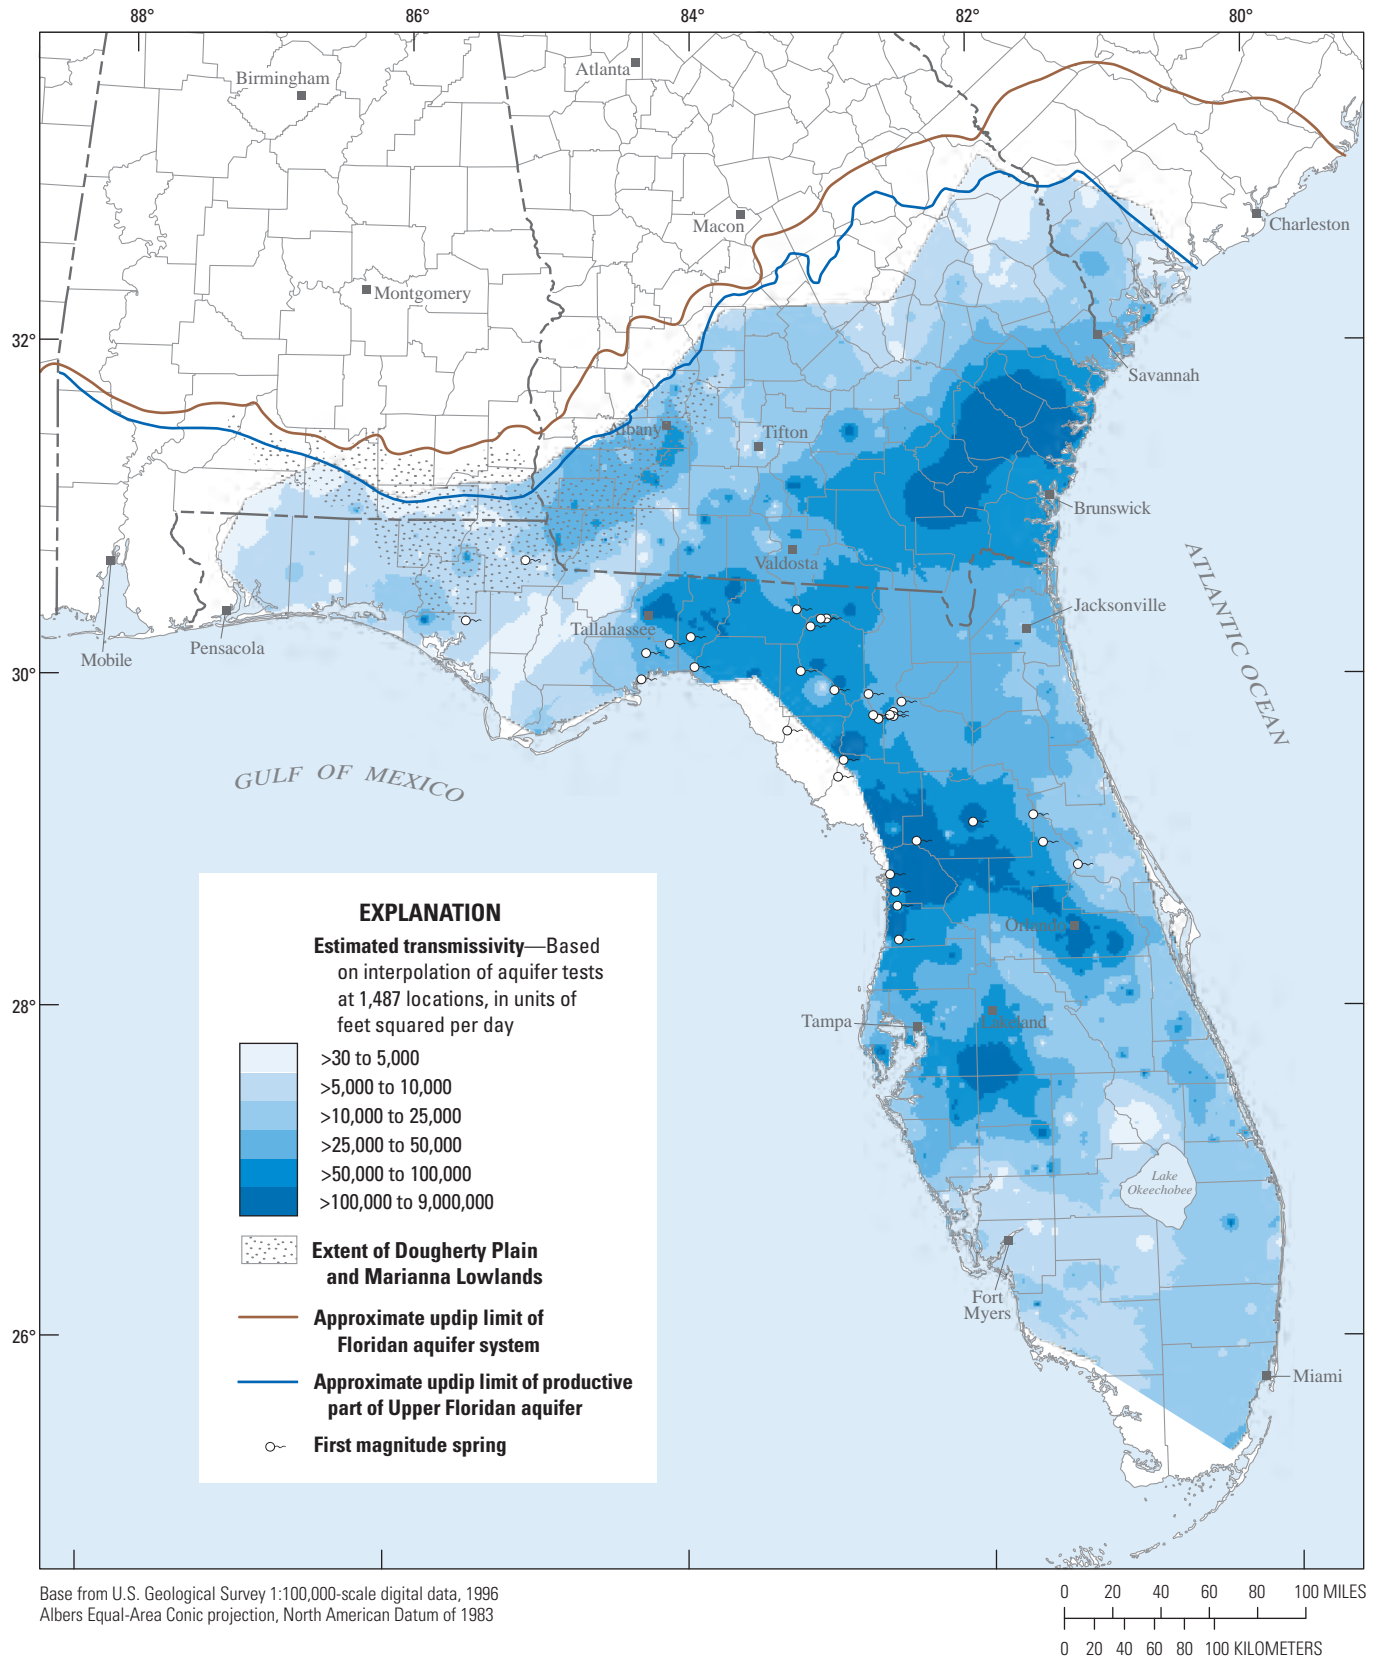 88°
86°
84°
82°
80°
Birmingham
Atlanta
Macon
Charleston
Montgomery
32°
Savannah
Albany
Tifton
Brunswick
Valdosta
Jacksonville
Tallahassee
Mobile
Pensacola
30°
ATLANTIC OCEAN
GULF OF MEXICO
Orlando
28°
Tampa
Lakeland
Lake
Okeechobee
Fort
Myers
26°
Miami
EXPLANATION
Estimated transmissivity—Based
on interpolation of aquifer tests
at 1,487 locations, in units of
feet squared per day
>30 to 5,000
>5,000 to 10,000
>10,000 to 25,000
>25,000 to 50,000
>50,000 to 100,000
>100,000 to 9,000,000
Extent of Dougherty Plain
and Marianna Lowlands
Approximate updip limit of
Floridan aquifer system
Approximate updip limit of productive
part of Upper Floridan aquifer
First magnitude spring
Base from U.S. Geological Survey 1:100,000-scale digital data, 1996
Albers Equal-Area Conic projection, North American Datum of 1983
0 20 40 60 80 100 MILES
0 20 40 60 80 100 KILOMETERS